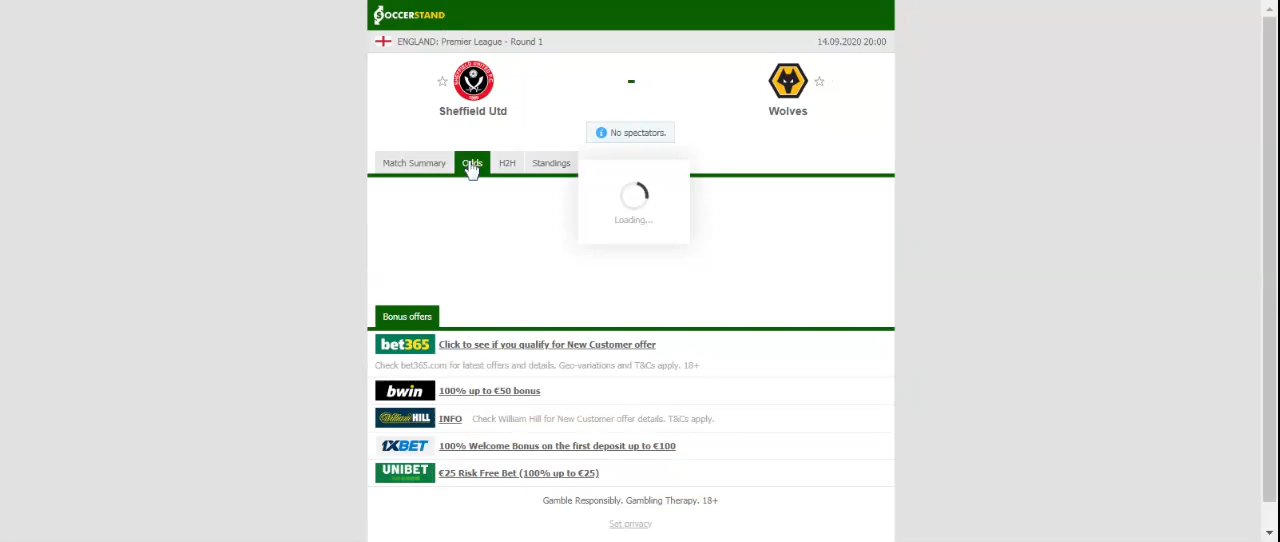 SOCCERSTAND
ENGLAND: Premier League - Round 1 14.09.2020 20:00
-
Sheffield Utd Wolves
No spectators.
Match Summary Odds H2H Standings
Loading...
Bonus offers
bet365 Click to see if you qualify for New Customer offer
Check bet365.com for latest offers and details. Geo-variations and T&Cs apply. 18+
bwin 100% up to €50 bonus
William HILL INFO Check William Hill for New Customer offer details. T&Cs apply.
1XBET 100% Welcome Bonus on the first deposit up to €100
UNIBET €25 Risk Free Bet (100% up to €25)
Gamble Responsibly. Gambling Therapy. 18+
Set privacy